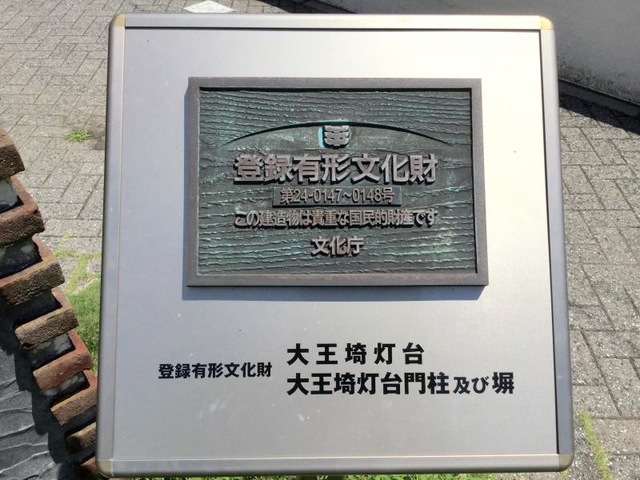 登録有形文化財
第24-0147~0148号
この建造物は貴重な国民的財産です
文化庁
登録有形文化財
大王埼灯台
大王埼灯台門柱及び塀